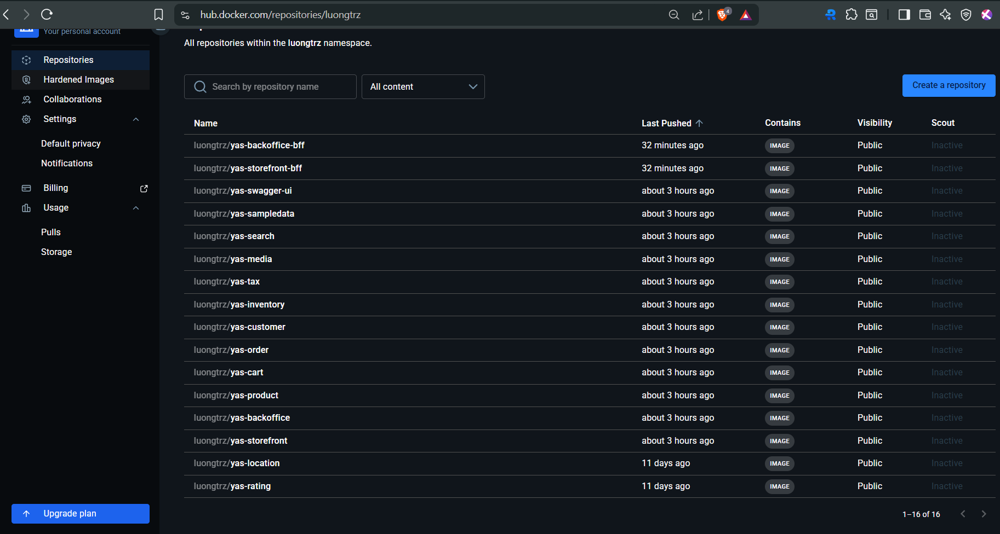 hub.docker.com/repositories/luongtrz
4
Your personal account
All repositories within the luongtrz namespace.
Repositories
Hardened Images
Collaborations
Settings
Default privacy
Notifications
Billing
Usage
Pulls
Storage
Upgrade plan
Search by repository name
All content
Create a repository
Name Last Pushed Contains Visibility Scout
luongtrz/yas-backoffice-bff 32 minutes ago IMAGE Public Inactive
luongtrz/yas-storefront-bff 32 minutes ago IMAGE Public Inactive
luongtrz/yas-swagger-ui about 3 hours ago IMAGE Public Inactive
luongtrz/yas-sampledata about 3 hours ago IMAGE Public Inactive
luongtrz/yas-search about 3 hours ago IMAGE Public Inactive
luongtrz/yas-media about 3 hours ago IMAGE Public Inactive
luongtrz/yas-tax about 3 hours ago IMAGE Public Inactive
luongtrz/yas-inventory about 3 hours ago IMAGE Public Inactive
luongtrz/yas-customer about 3 hours ago IMAGE Public Inactive
luongtrz/yas-order about 3 hours ago IMAGE Public Inactive
luongtrz/yas-cart about 3 hours ago IMAGE Public Inactive
luongtrz/yas-product about 3 hours ago IMAGE Public Inactive
luongtrz/yas-backoffice about 3 hours ago IMAGE Public Inactive
luongtrz/yas-storefront about 3 hours ago IMAGE Public Inactive
luongtrz/yas-location 11 days ago IMAGE Public Inactive
luongtrz/yas-rating 11 days ago IMAGE Public Inactive
1–16 of 16